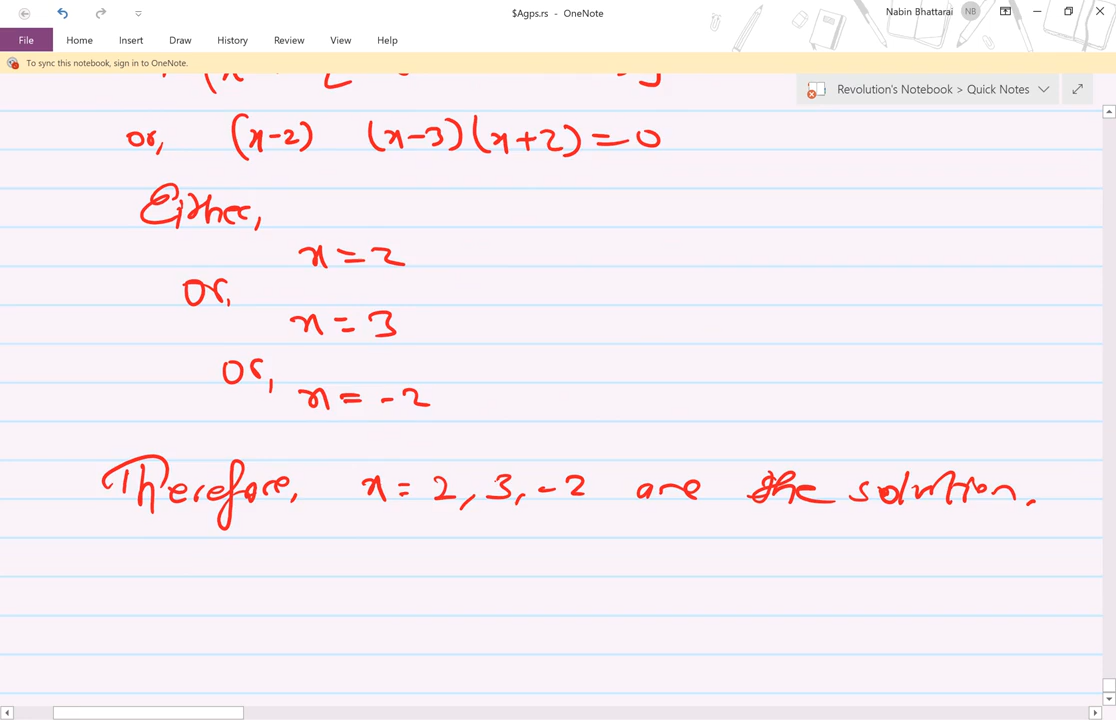 $Agps.rs - OneNote
Nabin Bhattarai NB
File Home Insert Draw History Review View Help
To sync this notebook, sign in to OneNote.
Revolution's Notebook > Quick Notes
or, (x-2) (x-3)(x+2)=0
Either,
x=2
Or,
x=3
or,
x=-2
Therefore, x=2, 3, -2 are the solution.